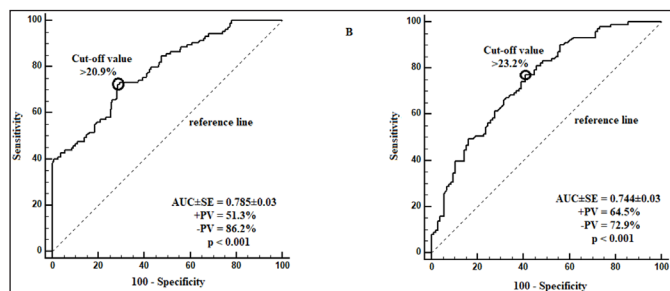 100
80
60
40
20
0
Sensitivity
Cut-off value
>20.9%
reference line
AUC±SE = 0.785±0.03
+PV = 51.3%
-PV = 86.2%
p < 0.001
0 20 40 60 80 100
100 - Specificity
B
100
80
60
40
20
0
Sensitivity
Cut-off value
>23.2%
reference line
AUC±SE = 0.744±0.03
+PV = 64.5%
-PV = 72.9%
p < 0.001
0 20 40 60 80 100
100 - Specificity